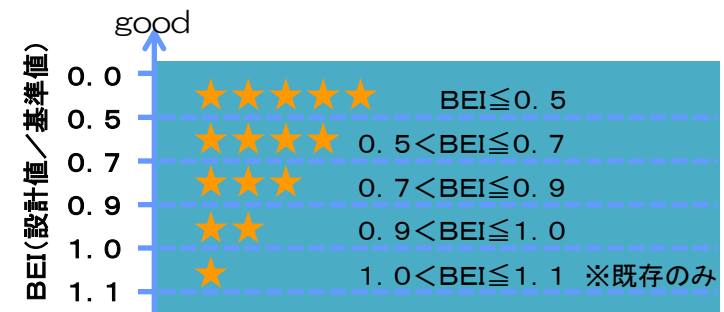 good
BEI(設計値／基準値)
0.0
★★★★★ BEI≦0.5
0.5
★★★★ 0.5<BEI≦0.7
0.7
★★★ 0.7<BEI≦0.9
0.9
★★ 0.9<BEI≦1.0
1.0
★ 1.0<BEI≦1.1 ※既存のみ
1.1